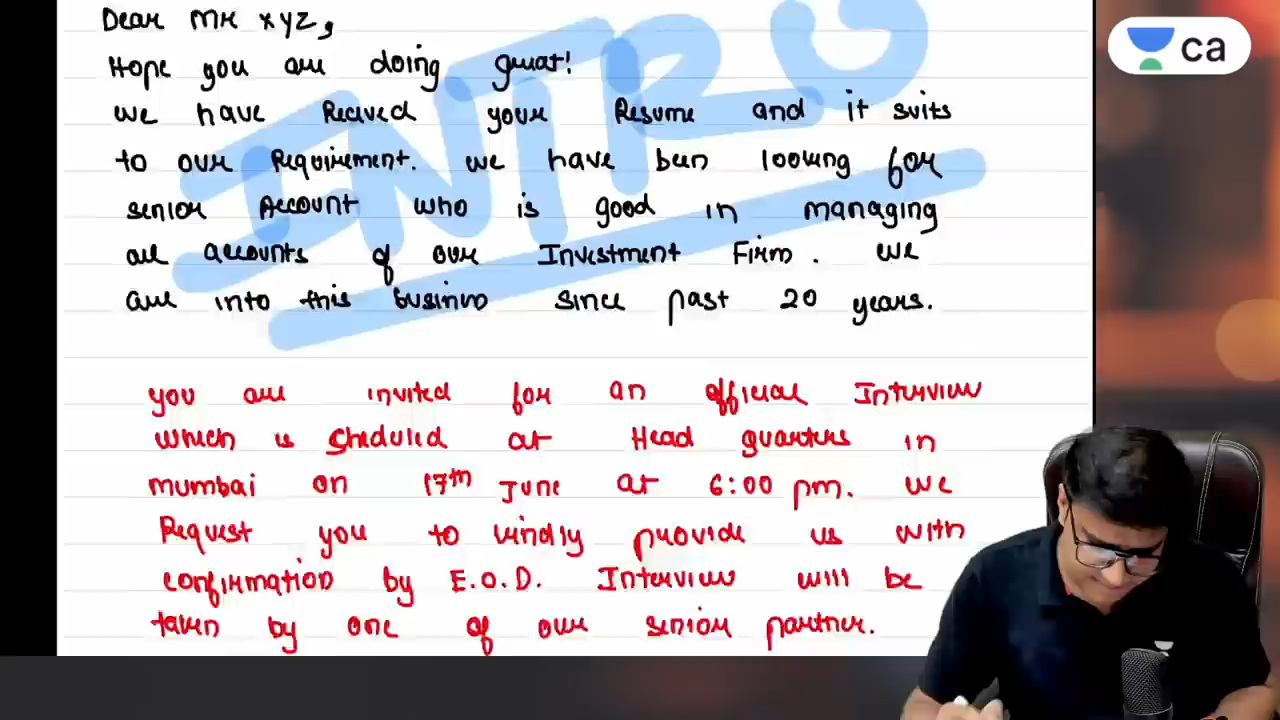 Dear Mr xyz,
Hope you are doing great!
we have Recived your Resume and it suits
to our Requirement. we have been looking for
senior Account who is good in managing
all accounts of our Investment Firm. we
are into this business since past 20 years.
INTRO
you are invited for an official Interview
which is sheduled at Head quarters in
mumbai on 17th June at 6:00 pm. we
Request you to kindly provide us with
confirmation by E.O.D. Interview will be
taken by one of our senior partner.
ca